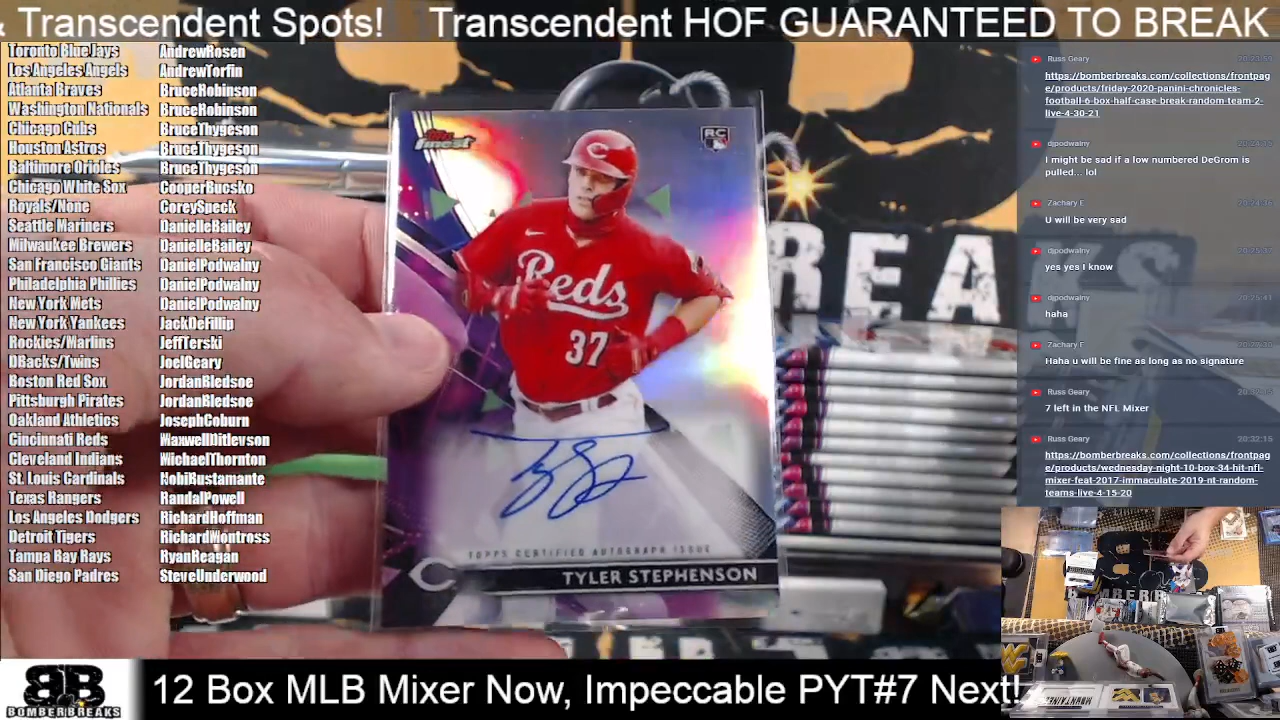 & Transcendent Spots! Transcendent HOF GUARANTEED TO BREAK
Toronto Blue Jays AndrewRosen
Los Angeles Angels AndrewTorfin
Atlanta Braves BruceRobinson
Washington Nationals BruceRobinson
Chicago Cubs BruceThygeson
Houston Astros BruceThygeson
Baltimore Orioles BruceThygeson
Chicago White Sox CooperBucsko
Royals/None CoreySpeck
Seattle Mariners DanielleBailey
Milwaukee Brewers DanielleBailey
San Francisco Giants DanielPodwalny
Philadelphia Phillies DanielPodwalny
New York Mets DanielPodwalny
New York Yankees JackDeFillip
Rockies/Marlins JeffTerski
DBacks/Twins JoelGeary
Boston Red Sox JordanBledsoe
Pittsburgh Pirates JordanBledsoe
Oakland Athletics JosephCoburn
Cincinnati Reds MaxwellDitlevson
Cleveland Indians MichaelThornton
St. Louis Cardinals NobiBustamante
Texas Rangers RandalPowell
Los Angeles Dodgers RichardHoffman
Detroit Tigers RichardMontross
Tampa Bay Rays RyanReagan
San Diego Padres SteveUnderwood
Topps
finest
RC
C
Reds
37
TOPPS CERTIFIED AUTOGRAPH ISSUE
TYLER STEPHENSON
REA
Russ Geary
https://bomberbreaks.com/collections/frontpag
e/products/friday-2020-panini-chronicles-
football-6-box-half-case-break-random-team-2-
live-4-30-21
djpodwalny
I might be sad if a low numbered DeGrom is
pulled... lol
Zachary E
U will be very sad
djpodwalny
yes yes I know
djpodwalny
haha
Zachary E
Haha u will be fine as long as no signature
Russ Geary
7 left in the NFL Mixer
Russ Geary 20:32:15
https://bomberbreaks.com/collections/frontpag
e/products/wednesday-night-10-box-34-hit-nfl-
mixer-feat-2017-immaculate-2019-nt-random-
teams-live-4-15-20
BB
BOMBERBREAKS
12 Box MLB Mixer Now, Impeccable PYT#7 Next!